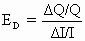 E_D = ΔQ/Q / ΔI/I